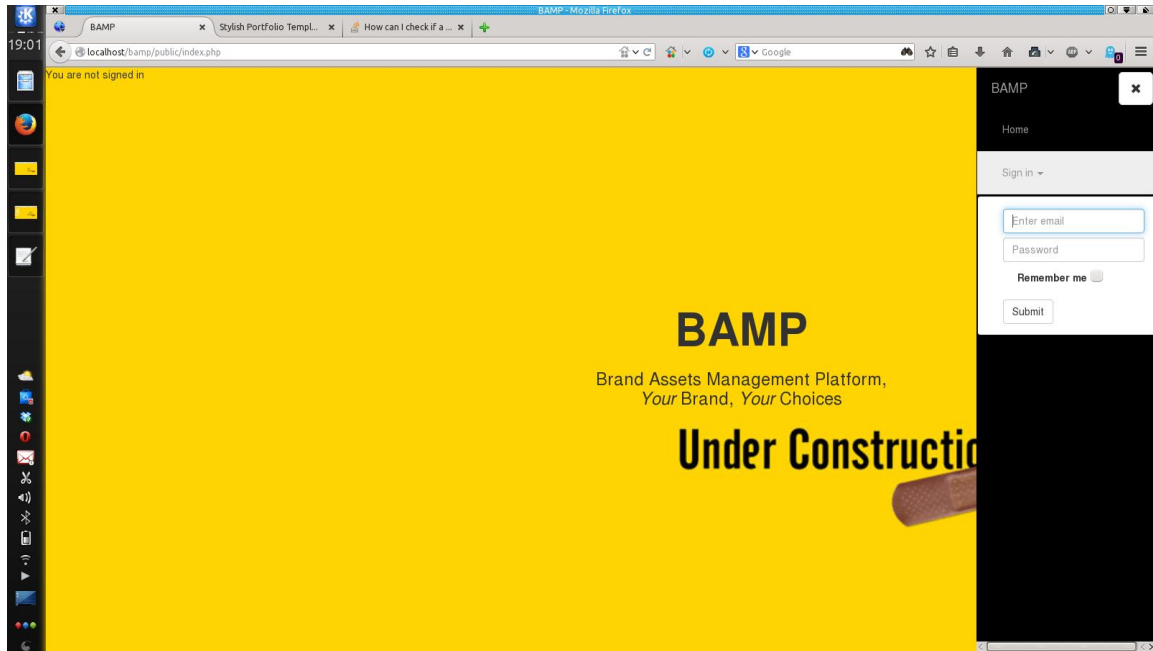 BAMP - Mozilla Firefox
BAMP
Stylish Portfolio Templ...
How can I check if a ...
19:01
localhost/bamp/public/index.php
Google
0
You are not signed in
BAMP
Home
Sign in
Enter email
Password
Remember me
Submit
BAMP
Brand Assets Management Platform,
Your Brand, Your Choices
Under Constructio